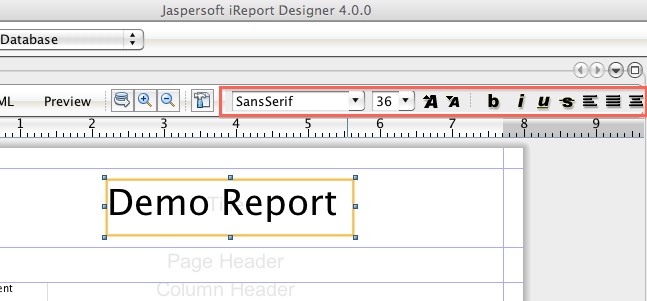 Jaspersoft iReport Designer 4.0.0
Database
ML Preview SansSerif 36 A A b i u s
1 2 3 4 5 6 7 8 9
Demo Report
Page Header
ent Column Header